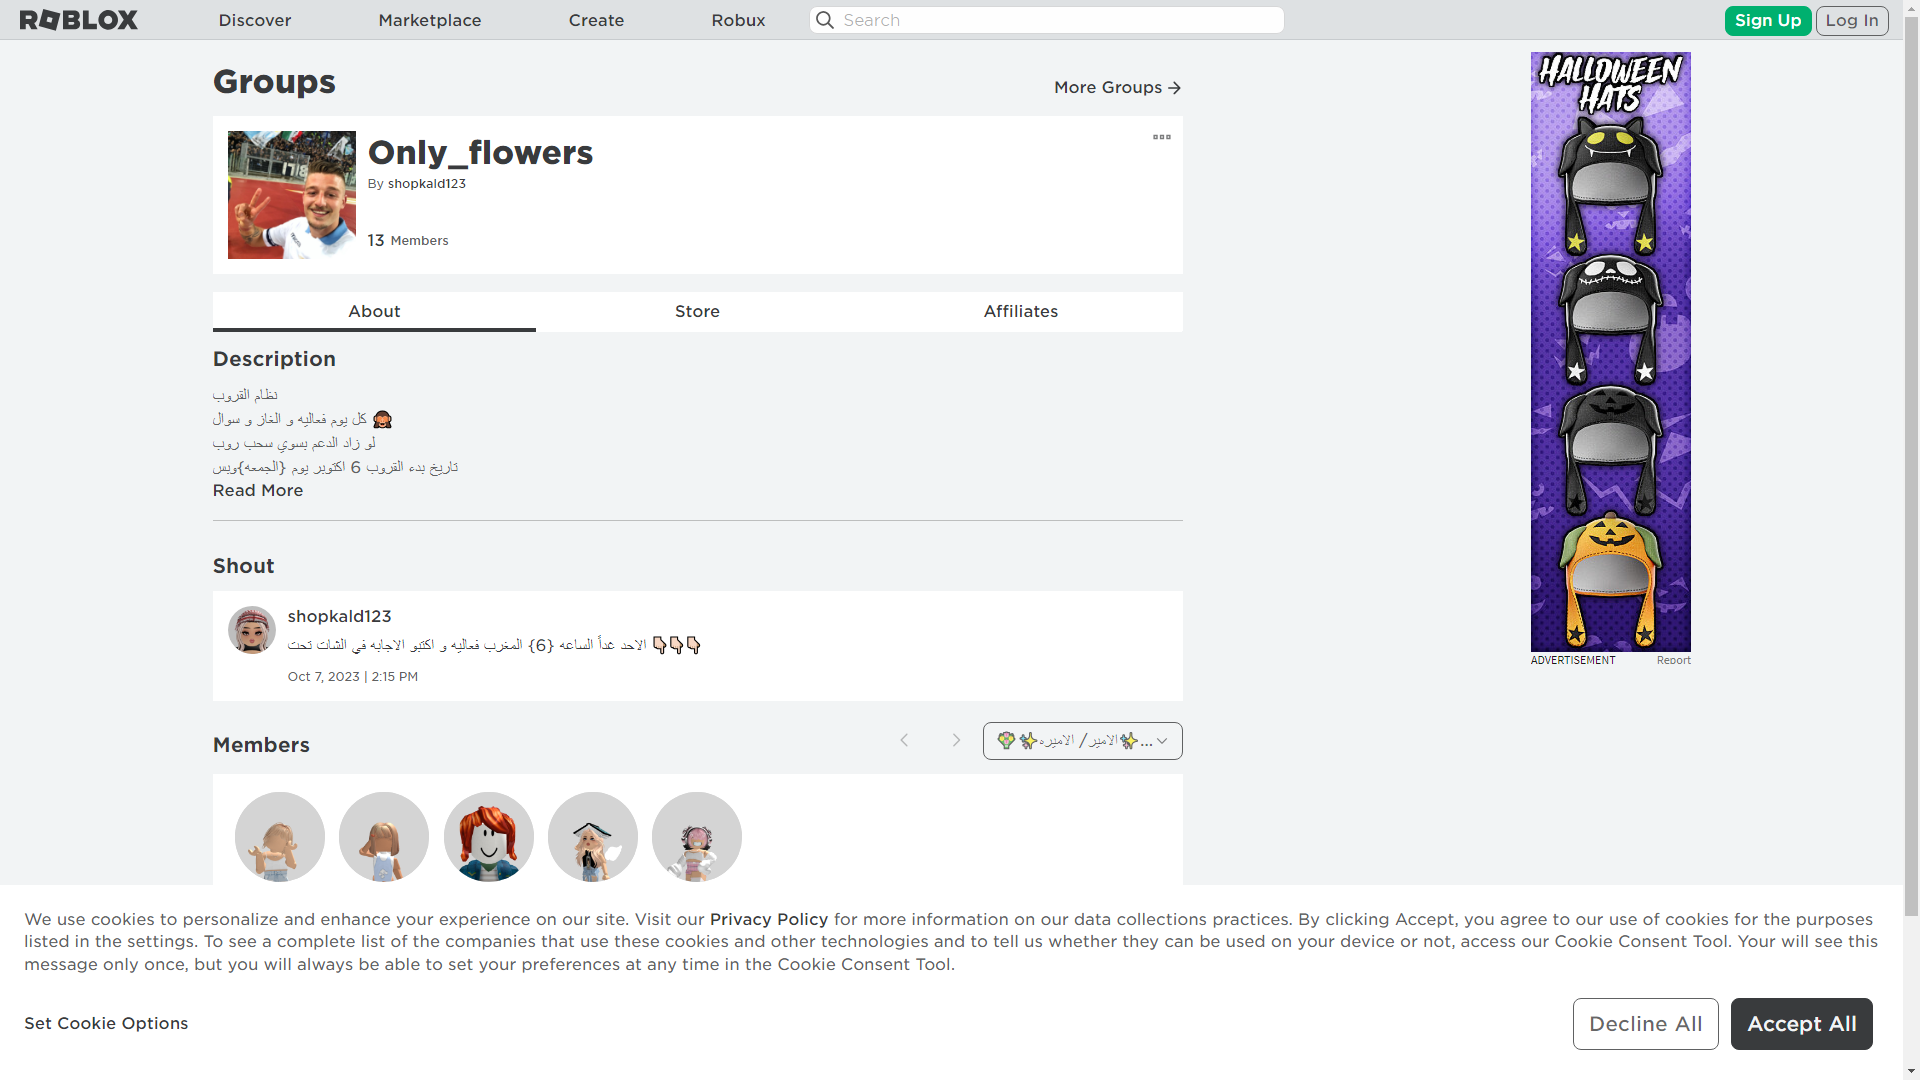 ROBLOX
Discover
Marketplace
Create
Robux
Search
Sign Up
Log In
Groups
More Groups
Only_flowers
By shopkald123
13 Members
About
Store
Affiliates
Description
نظام القروب
كل يوم فعاليه و الغاز و سوال 🙈
لو زاد الدعم بسوي سحب روب
تاريخ بدء القروب 6 اكتوبر يوم {الجمعه}وبس
Read More
Shout
shopkald123
الاحد غداً الساعه {6} المغرب فعاليه و اكتبو الاجابه في الشات تحت 👇🏻👇🏻👇🏻
Oct 7, 2023 | 2:15 PM
Members
💐✨الامير/ الاميره✨...
HALLOWEEN
HATS
ADVERTISEMENT
Report
We use cookies to personalize and enhance your experience on our site. Visit our Privacy Policy for more information on our data collections practices. By clicking Accept, you agree to our use of cookies for the purposes
listed in the settings. To see a complete list of the companies that use these cookies and other technologies and to tell us whether they can be used on your device or not, access our Cookie Consent Tool. Your will see this
message only once, but you will always be able to set your preferences at any time in the Cookie Consent Tool.
Set Cookie Options
Decline All
Accept All